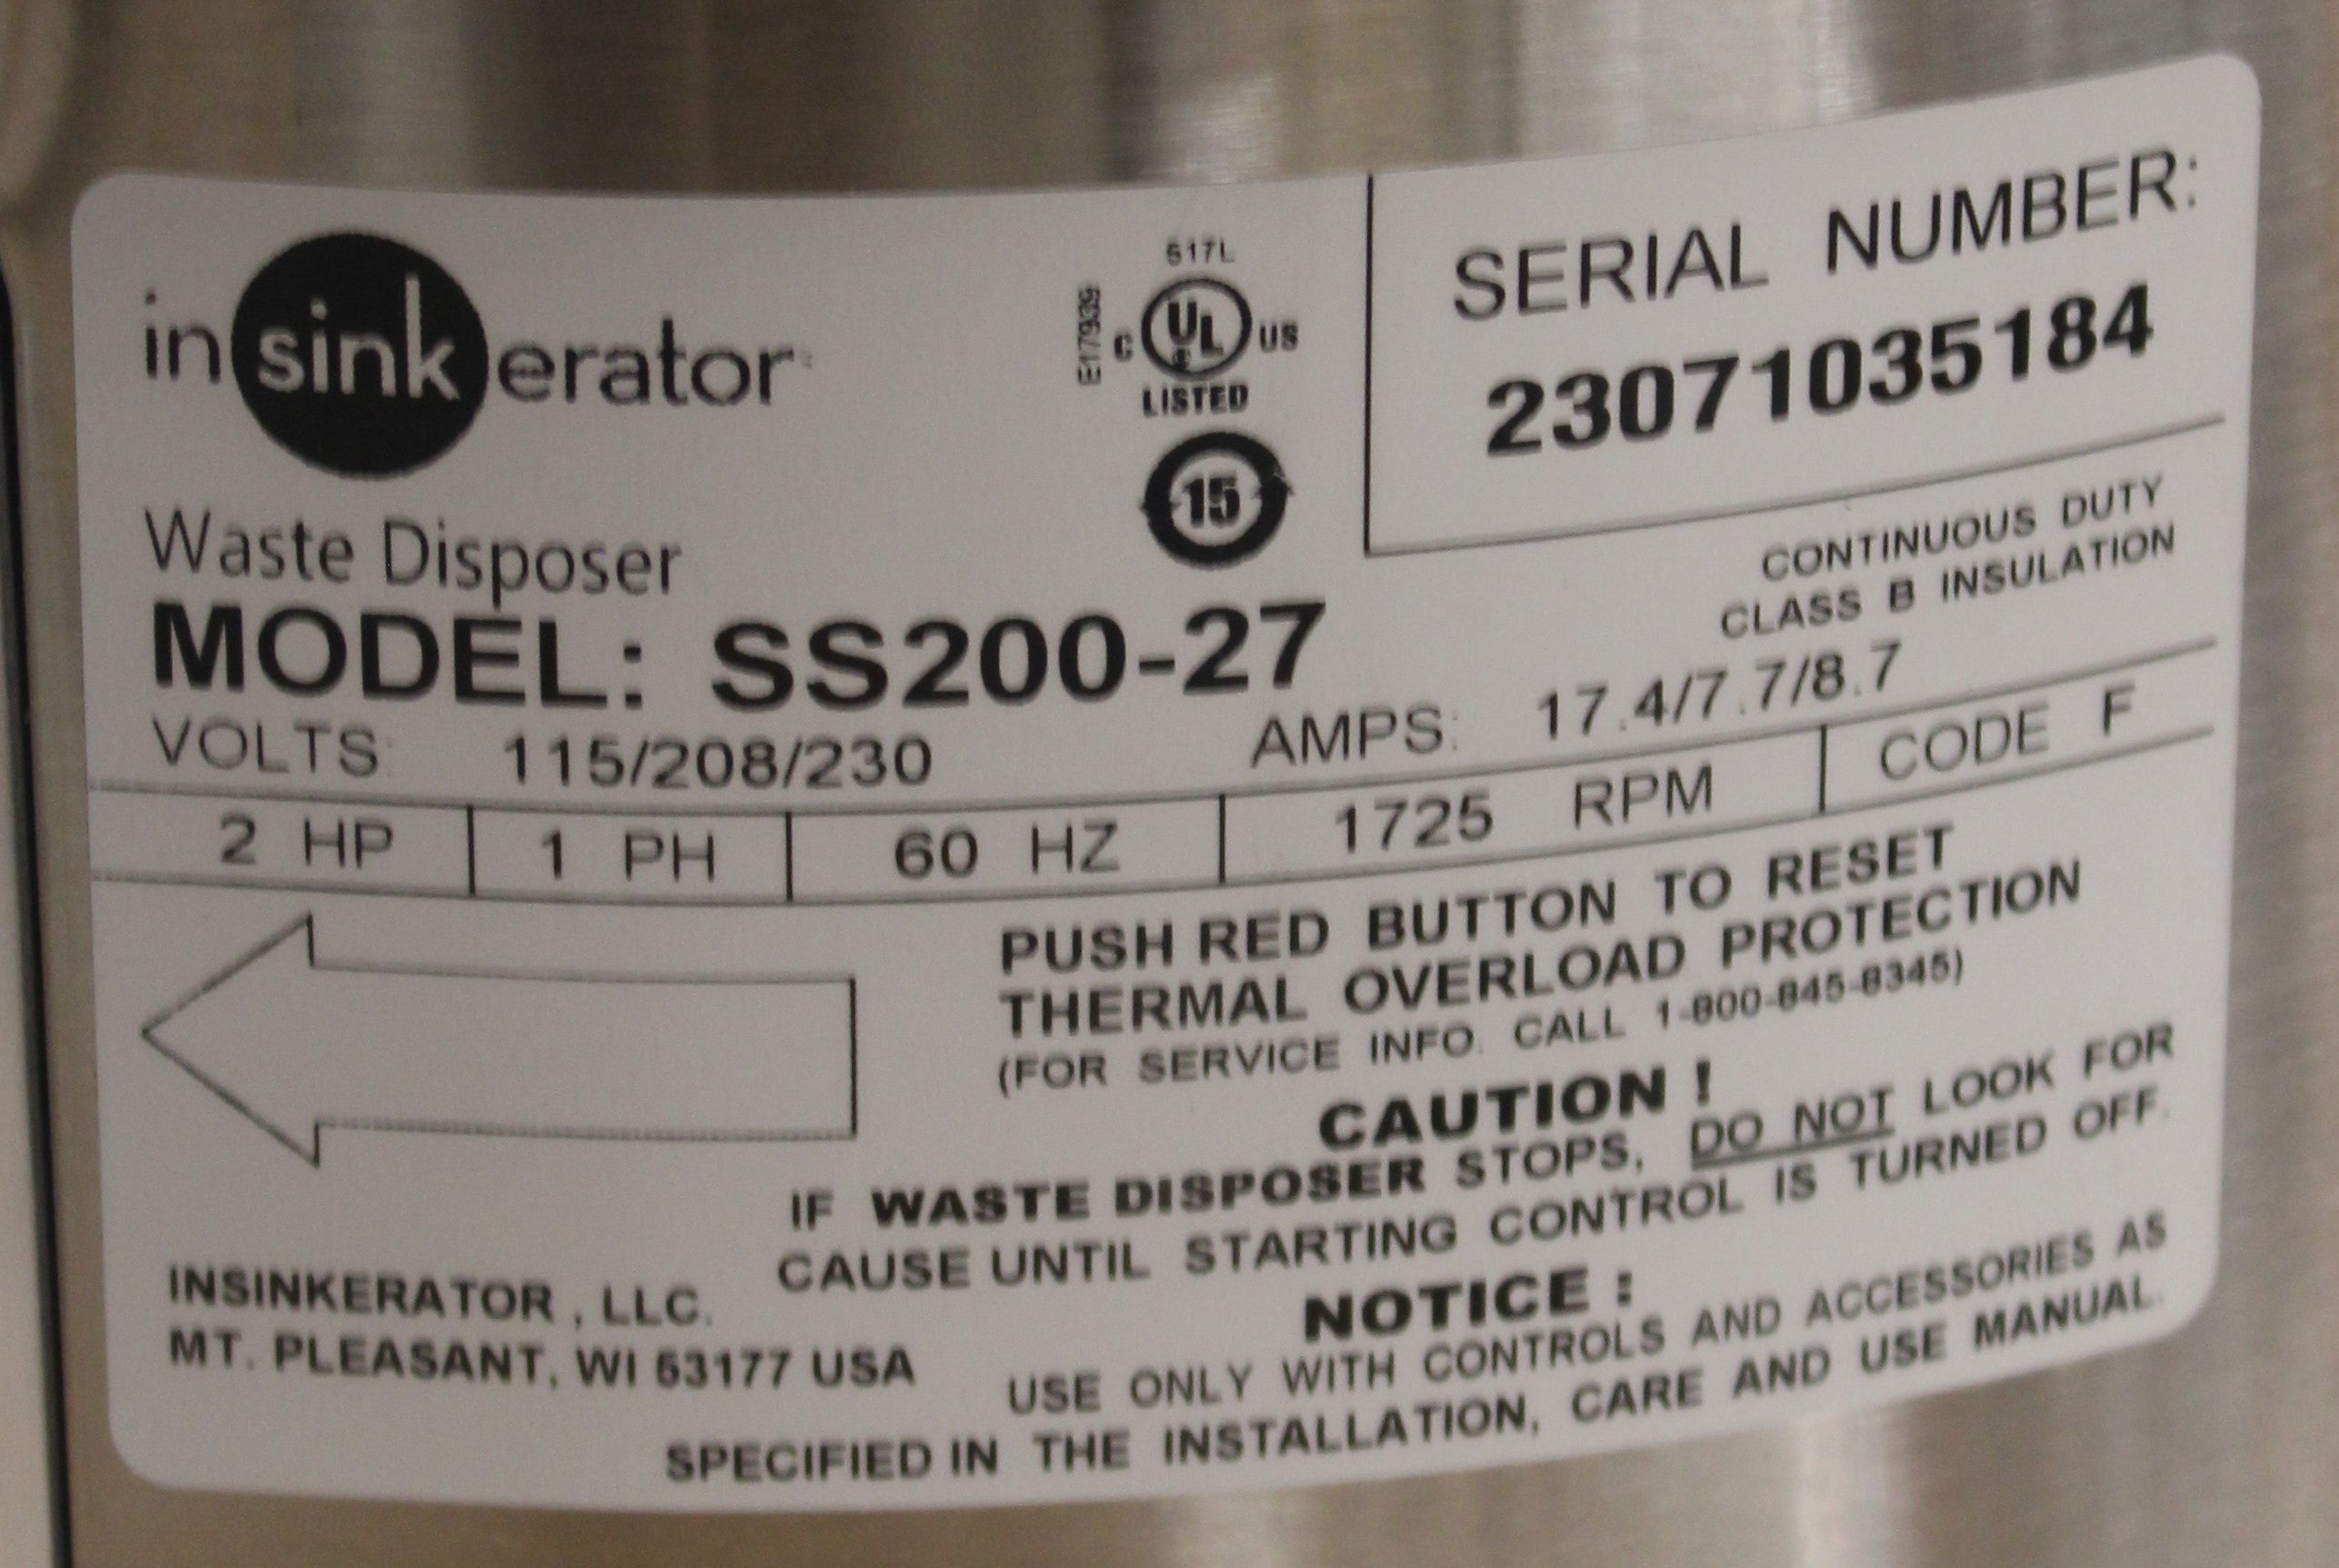 insinkerator
Waste Disposer
517L
E17939
C UL US
LISTED
15
SERIAL NUMBER:
23071035184
CONTINUOUS DUTY
CLASS B INSULATION
MODEL: SS200-27
VOLTS: 115/208/230 AMPS: 17.4/7.7/8.7
2 HP 1 PH 60 HZ 1725 RPM CODE F
PUSH RED BUTTON TO RESET
THERMAL OVERLOAD PROTECTION
(FOR SERVICE INFO. CALL 1-800-845-8345)
CAUTION !
IF WASTE DISPOSER STOPS, DO NOT LOOK FOR
CAUSE UNTIL STARTING CONTROL IS TURNED OFF.
INSINKERATOR , LLC.
MT. PLEASANT, WI 53177 USA
NOTICE :
USE ONLY WITH CONTROLS AND ACCESSORIES AS
SPECIFIED IN THE INSTALLATION, CARE AND USE MANUAL.